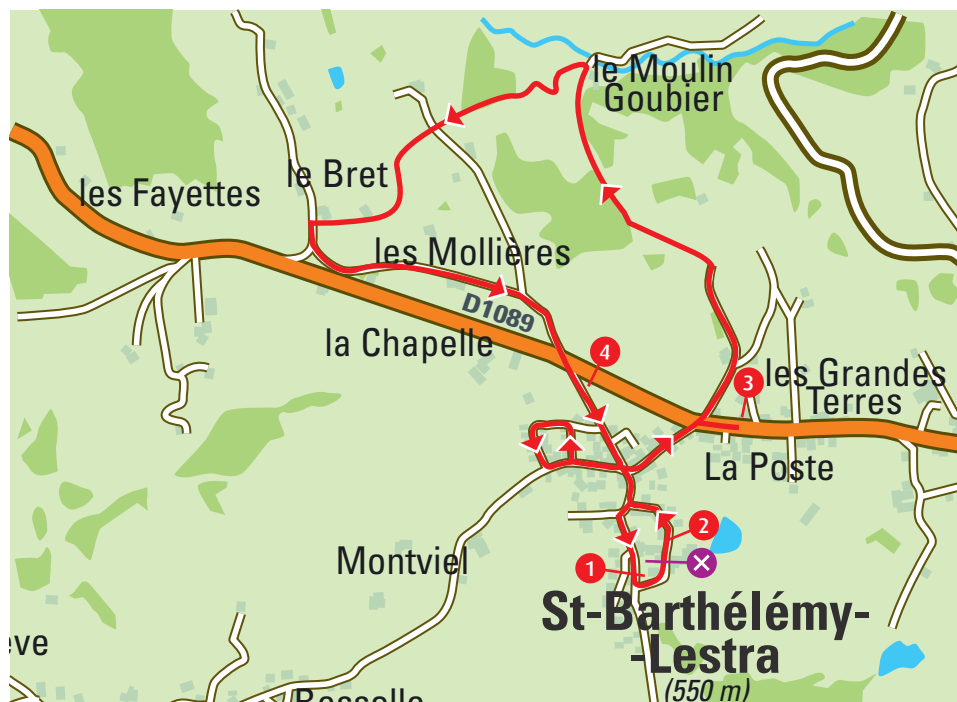 le Moulin
Goubier
le Bret
les Fayettes
les Mollières
D1089
la Chapelle
4
3
les Grandes
Terres
La Poste
2
Montviel
1
St-Barthélémy-
-Lestra
(550 m)